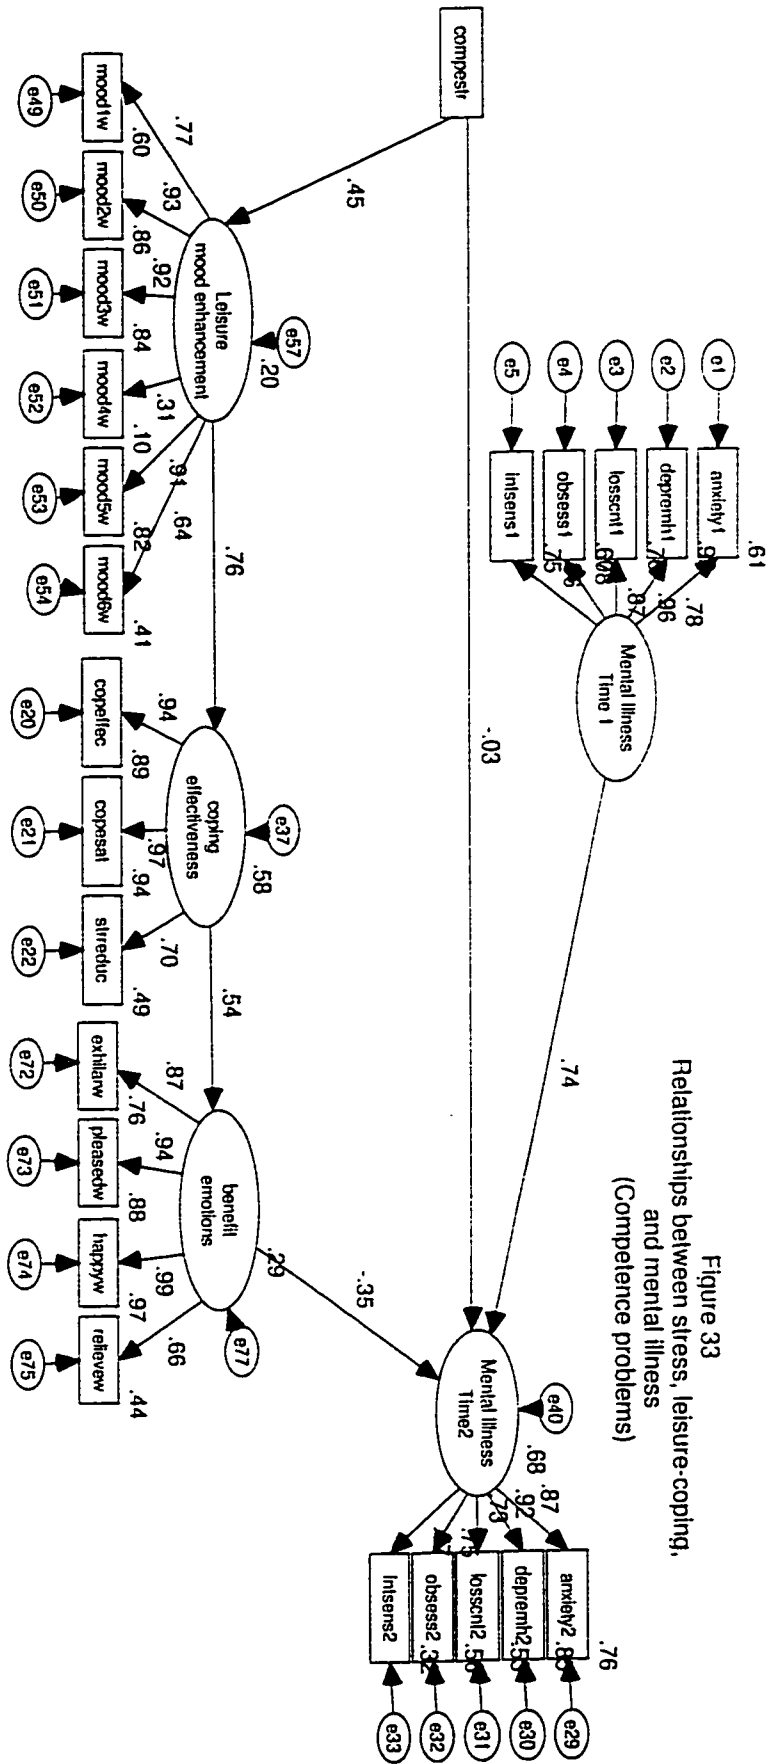 Figure 33
Relationships between stress, leisure-coping,
and mental illness
(Competence problems)
compestr
.45
-.03
e1
e2
e3
e4
e5
anxiety1
depremh1
losscnt1
obsess1
intsens1
.61
.78
.96
.87
.75
Mental Illness
Time 1
.74
e57
.20
Leisure
mood enhancement
.77
.93
.92
.31
.91
.64
.60
.86
.84
.10
.82
.41
mood1w
mood2w
mood3w
mood4w
mood5w
mood6w
e49
e50
e51
e52
e53
e54
.76
e37
.58
coping
effectiveness
.94
.97
.70
.89
.94
.49
copeffec
copesat
strreduc
e20
e21
e22
.54
benefit
emotions
.29
e77
.87
.94
.99
.66
.76
.88
.97
.44
exhilarw
pleasedw
happyw
relievew
e72
e73
e74
e75
-.35
e40
.68
Mental Illness
Time2
.87
.92
.75
.76
anxiety2
depremh2
losscnt2
obsess2
intsens2
e29
e30
e31
e32
e33